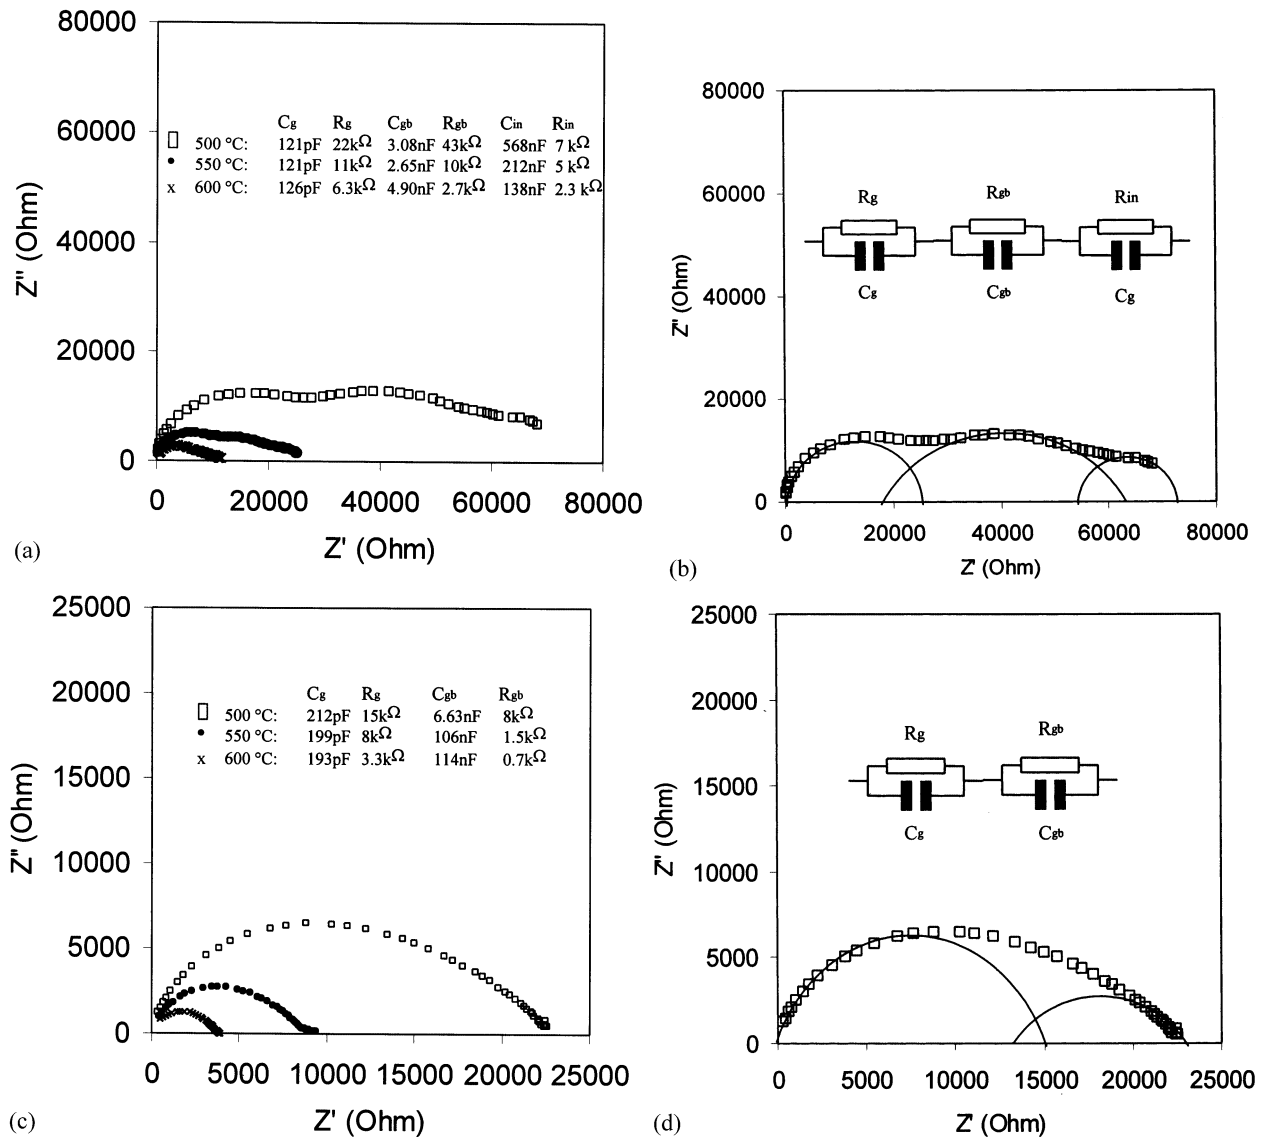 80000
60000
40000
20000
0
Z" (Ohm)
Cg Rg Cgb Rgb Cin Rin
500 °C: 121pF 22kΩ 3.08nF 43kΩ 568nF 7 kΩ
550 °C: 121pF 11kΩ 2.65nF 10kΩ 212nF 5 kΩ
x 600 °C: 126pF 6.3kΩ 4.90nF 2.7kΩ 138nF 2.3 kΩ
0 20000 40000 60000 80000
Z' (Ohm)
(a)
80000
60000
40000
20000
0
Z" (Ohm)
Rg Rgb Rin
Cg Cgb Cg
0 20000 40000 60000 80000
Z' (Ohm)
(b)
25000
20000
15000
10000
5000
0
Z" (Ohm)
Cg Rg Cgb Rgb
500 °C: 212pF 15kΩ 6.63nF 8kΩ
550 °C: 199pF 8kΩ 106nF 1.5kΩ
x 600 °C: 193pF 3.3kΩ 114nF 0.7kΩ
0 5000 10000 15000 20000 25000
Z' (Ohm)
(c)
25000
20000
15000
10000
5000
0
Z" (Ohm)
Rg Rgb
Cg Cgb
0 5000 10000 15000 20000 25000
Z' (Ohm)
(d)